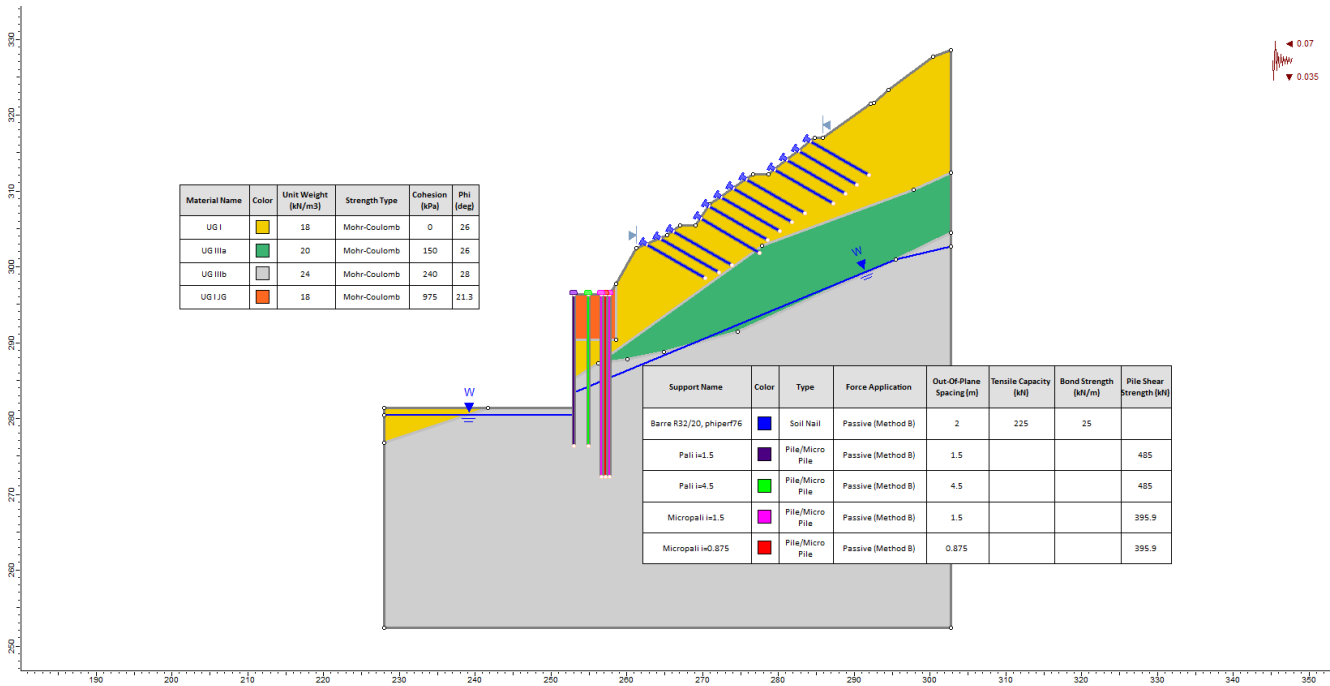 330
320
310
300
290
280
270
260
250
0.07
0.035
Material Name Color Unit Weight (kN/m3) Strength Type Cohesion (kPa) Phi (deg)
UG I 18 Mohr-Coulomb 0 26
UG IIIa 20 Mohr-Coulomb 150 26
UG IIIb 24 Mohr-Coulomb 240 28
UG I JG 18 Mohr-Coulomb 975 21.3
W
W
Support Name Color Type Force Application Out-Of-Plane Spacing (m) Tensile Capacity (kN) Bond Strength (kN/m) Pile Shear Strength (kN)
Barre R32/20, phiperf76 Soil Nail Passive (Method B) 2 225 25
Pali i=1.5 Pile/Micro Pile Passive (Method B) 1.5 485
Pali i=4.5 Pile/Micro Pile Passive (Method B) 4.5 485
Micropali i=1.5 Pile/Micro Pile Passive (Method B) 1.5 395.9
Micropali i=0.875 Pile/Micro Pile Passive (Method B) 0.875 395.9
190 200 210 220 230 240 250 260 270 280 290 300 310 320 330 340 350